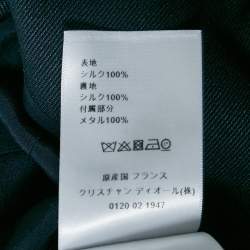 表地
シルク100%
裏地
シルク100%
付属部分
メタル100%
原産国 フランス
クリスチャン ディオール(株)
0120 02 1947